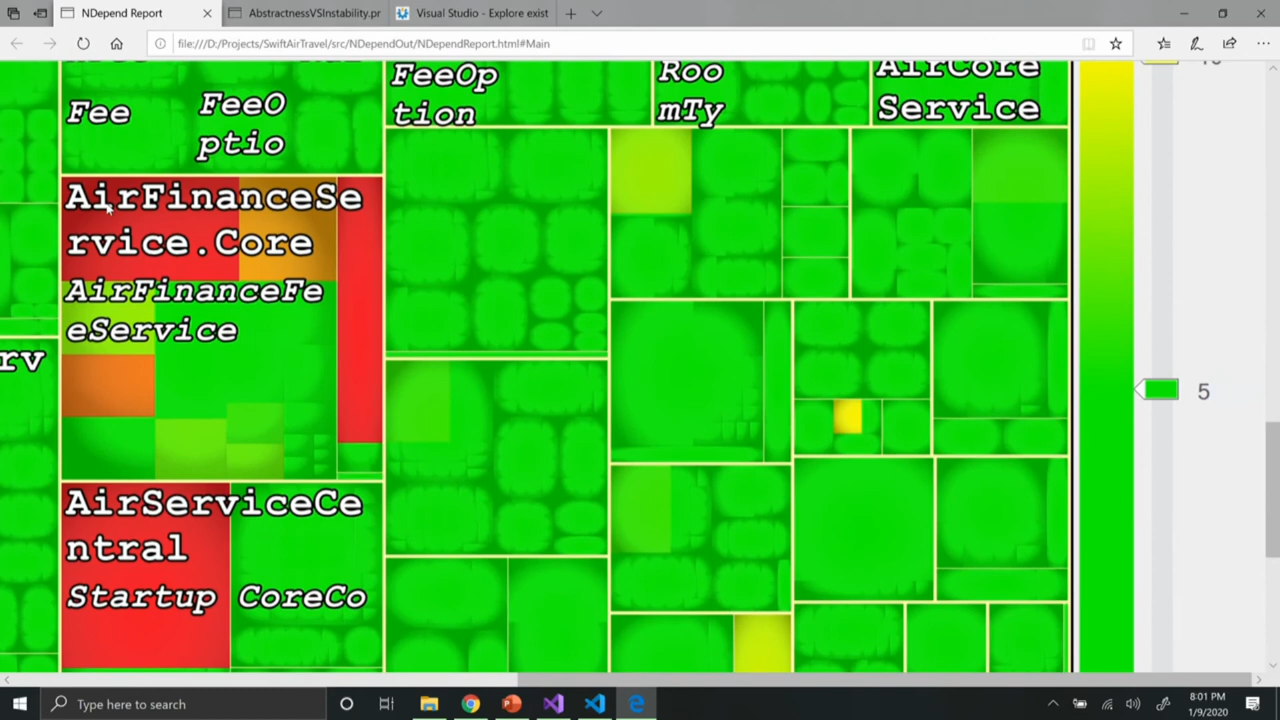 NDepend Report
AbstractnessVSInstability.pr
Visual Studio - Explore exist
file:///D:/Projects/SwiftAirTravel/src/NDependOut/NDependReport.html#Main
Fee
FeeO
ptio
FeeOp
tion
Roo
mTy
AirCore
Service
AirFinanceSe
rvice.Core
AirFinanceFe
eService
rv
5
AirServiceCe
ntral
Startup
CoreCo
Type here to search
8:01 PM
1/9/2020